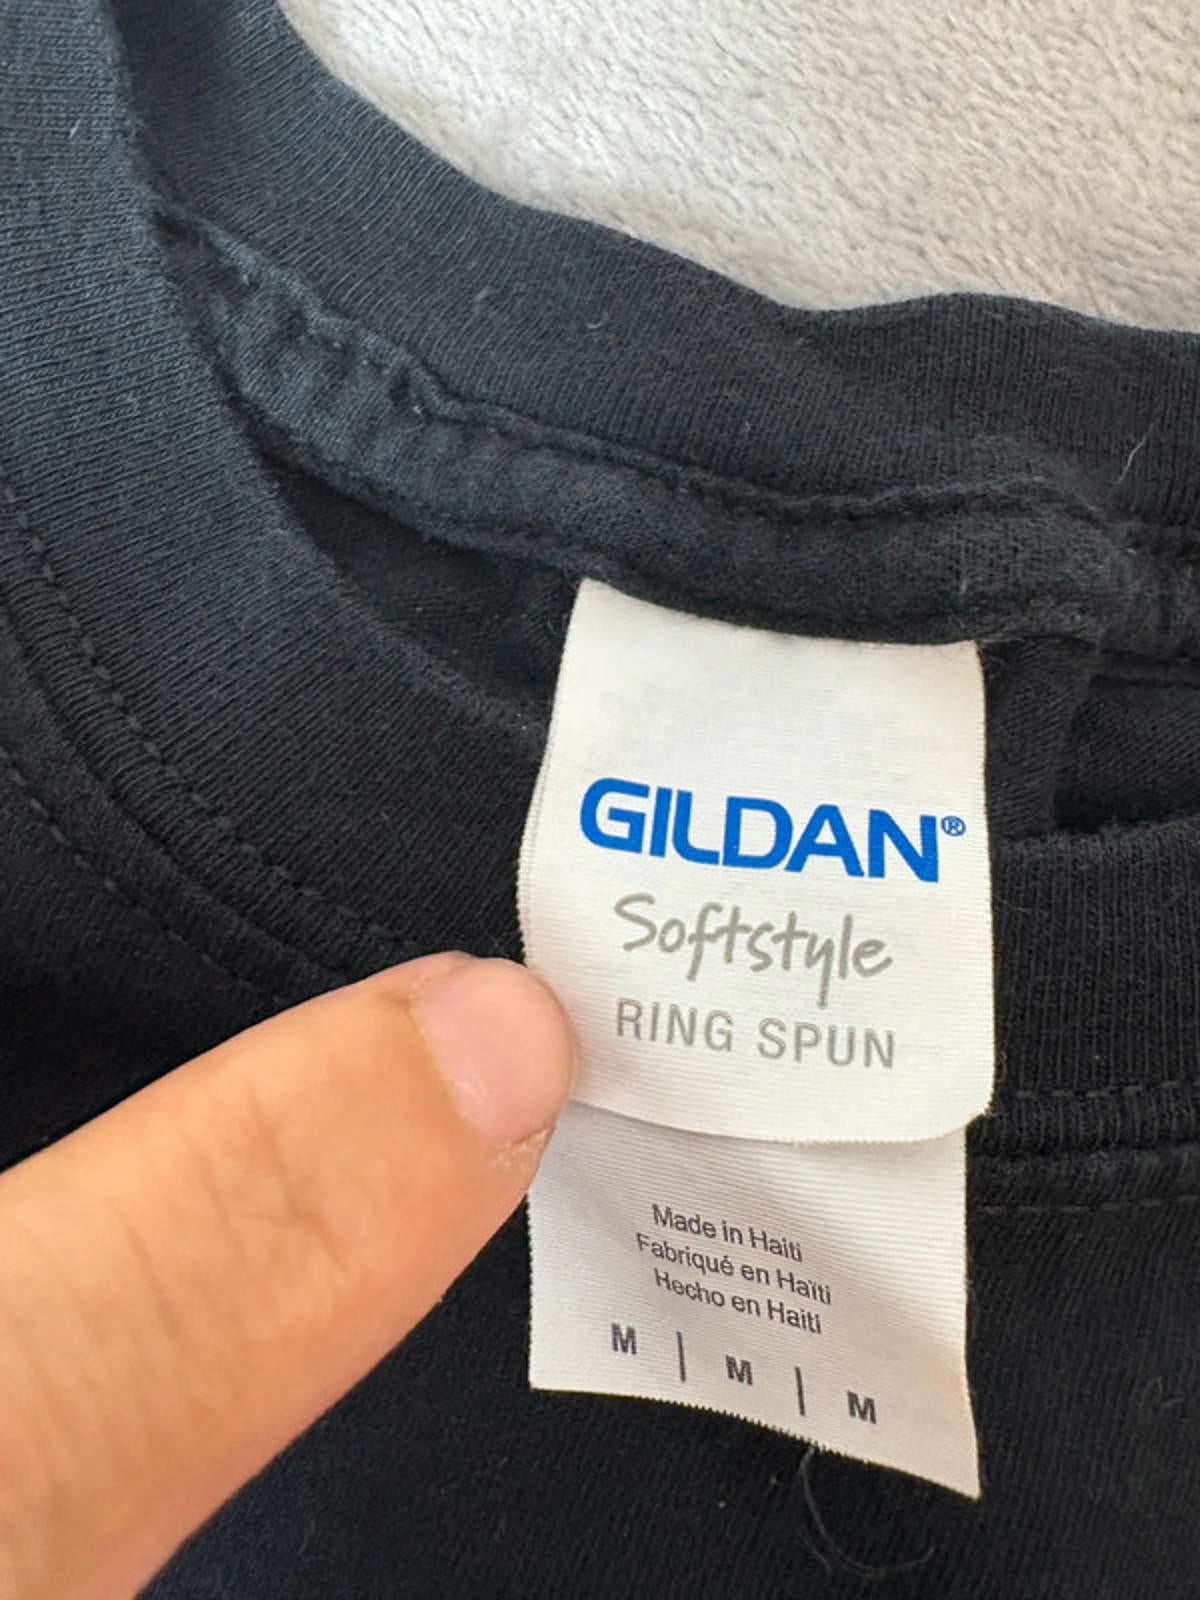 GILDAN®
Softstyle
RING SPUN
Made in Haiti
Fabriqué en Haïti
Hecho en Haiti
M | M | M